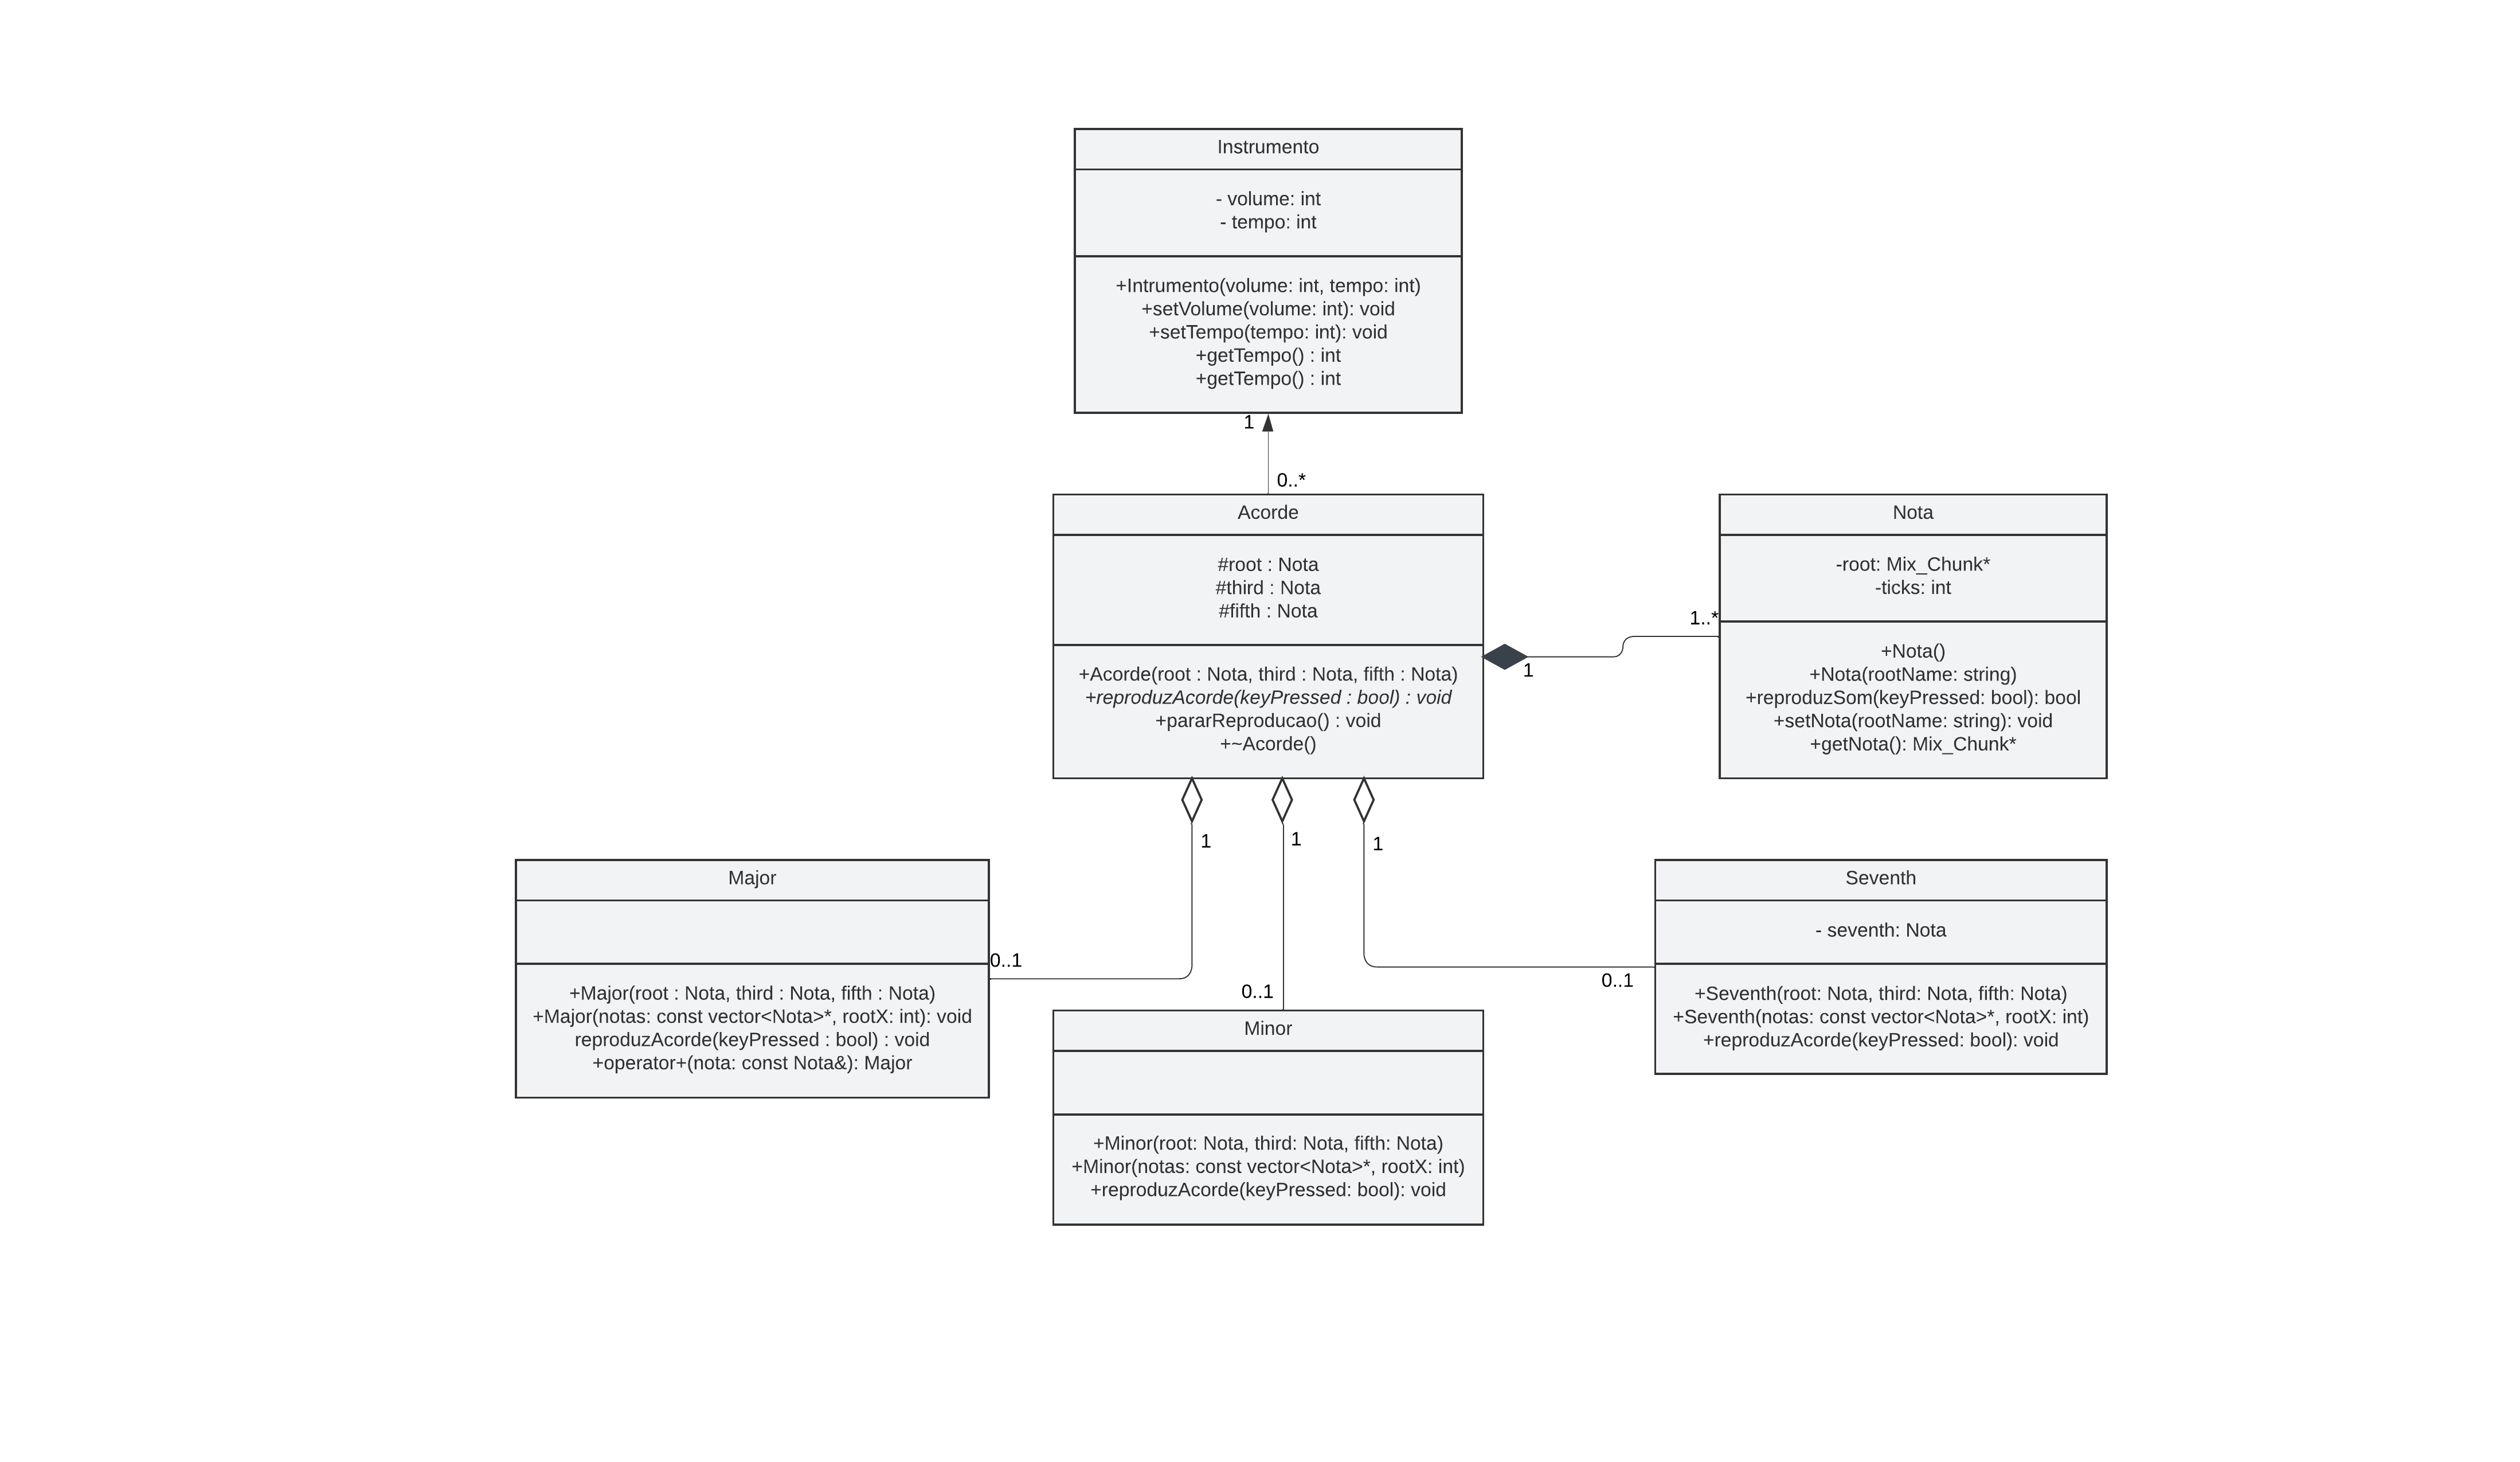 Instrumento
- volume: int
- tempo: int
+Intrumento(volume: int, tempo: int)
+setVolume(volume: int): void
+setTempo(tempo: int): void
+getTempo() : int
+getTempo() : int
1
0..*
Acorde
#root : Nota
#third : Nota
#fifth : Nota
+Acorde(root : Nota, third : Nota, fifth : Nota)
+reproduzAcorde(keyPressed : bool) : void
+pararReproducao() : void
+~Acorde()
1
1..*
Nota
-root: Mix_Chunk*
-ticks: int
+Nota()
+Nota(rootName: string)
+reproduzSom(keyPressed: bool): bool
+setNota(rootName: string): void
+getNota(): Mix_Chunk*
1
1
1
0..1
0..1
0..1
Major
+Major(root : Nota, third : Nota, fifth : Nota)
+Major(notas: const vector<Nota>*, rootX: int): void
reproduzAcorde(keyPressed : bool) : void
+operator+(nota: const Nota&): Major
Minor
+Minor(root: Nota, third: Nota, fifth: Nota)
+Minor(notas: const vector<Nota>*, rootX: int)
+reproduzAcorde(keyPressed: bool): void
Seventh
- seventh: Nota
+Seventh(root: Nota, third: Nota, fifth: Nota)
+Seventh(notas: const vector<Nota>*, rootX: int)
+reproduzAcorde(keyPressed: bool): void